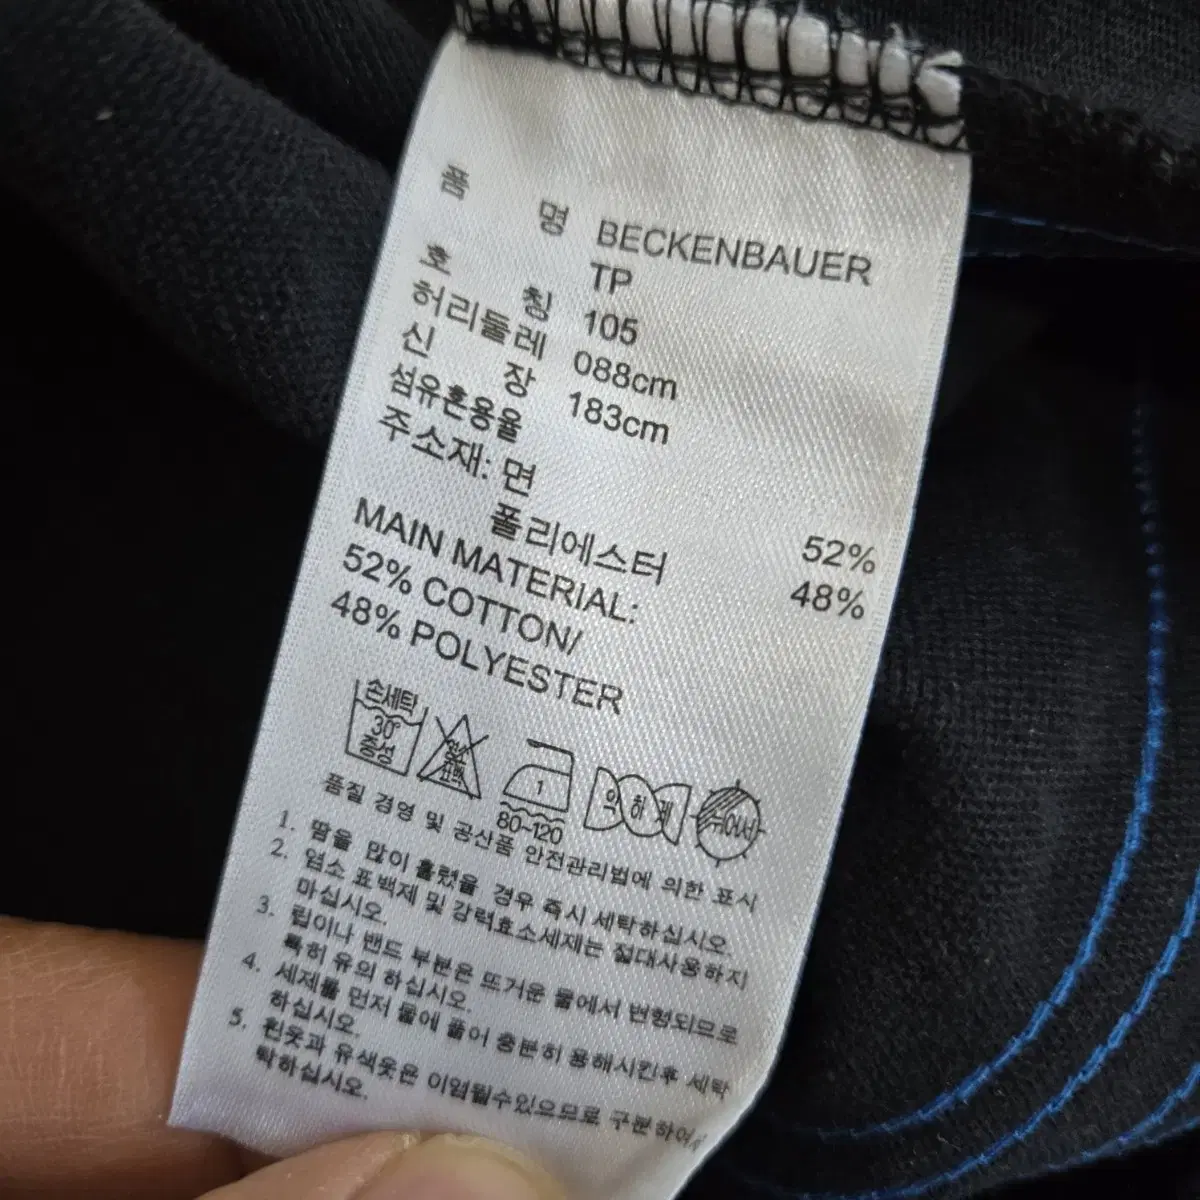 품 명 BECKENBAUER
TP
호 칭 105
허리둘레 088cm
신 장 183cm
섬유혼용율
주소재: 면 52%
폴리에스터 48%
MAIN MATERIAL:
52% COTTON/
48% POLYESTER
손세탁
30°
중성
염소
표백
1
80~120
약 하 게
뉘어서
품질 경영 및 공산품 안전관리법에 의한 표시
1. 땀을 많이 흘렸을 경우 즉시 세탁하십시오.
2. 염소 표백제 및 강력효소세제는 절대사용하지
마십시오.
3. 립이나 밴드 부분은 뜨거운 물에서 변형되므로
특히 유의 하십시오.
4. 세제를 먼저 물에 풀어 충분히 용해시킨후 세탁
하십시오.
5. 흰옷과 유색옷은 이염될수있으므로 구분하여세
탁하십시오.